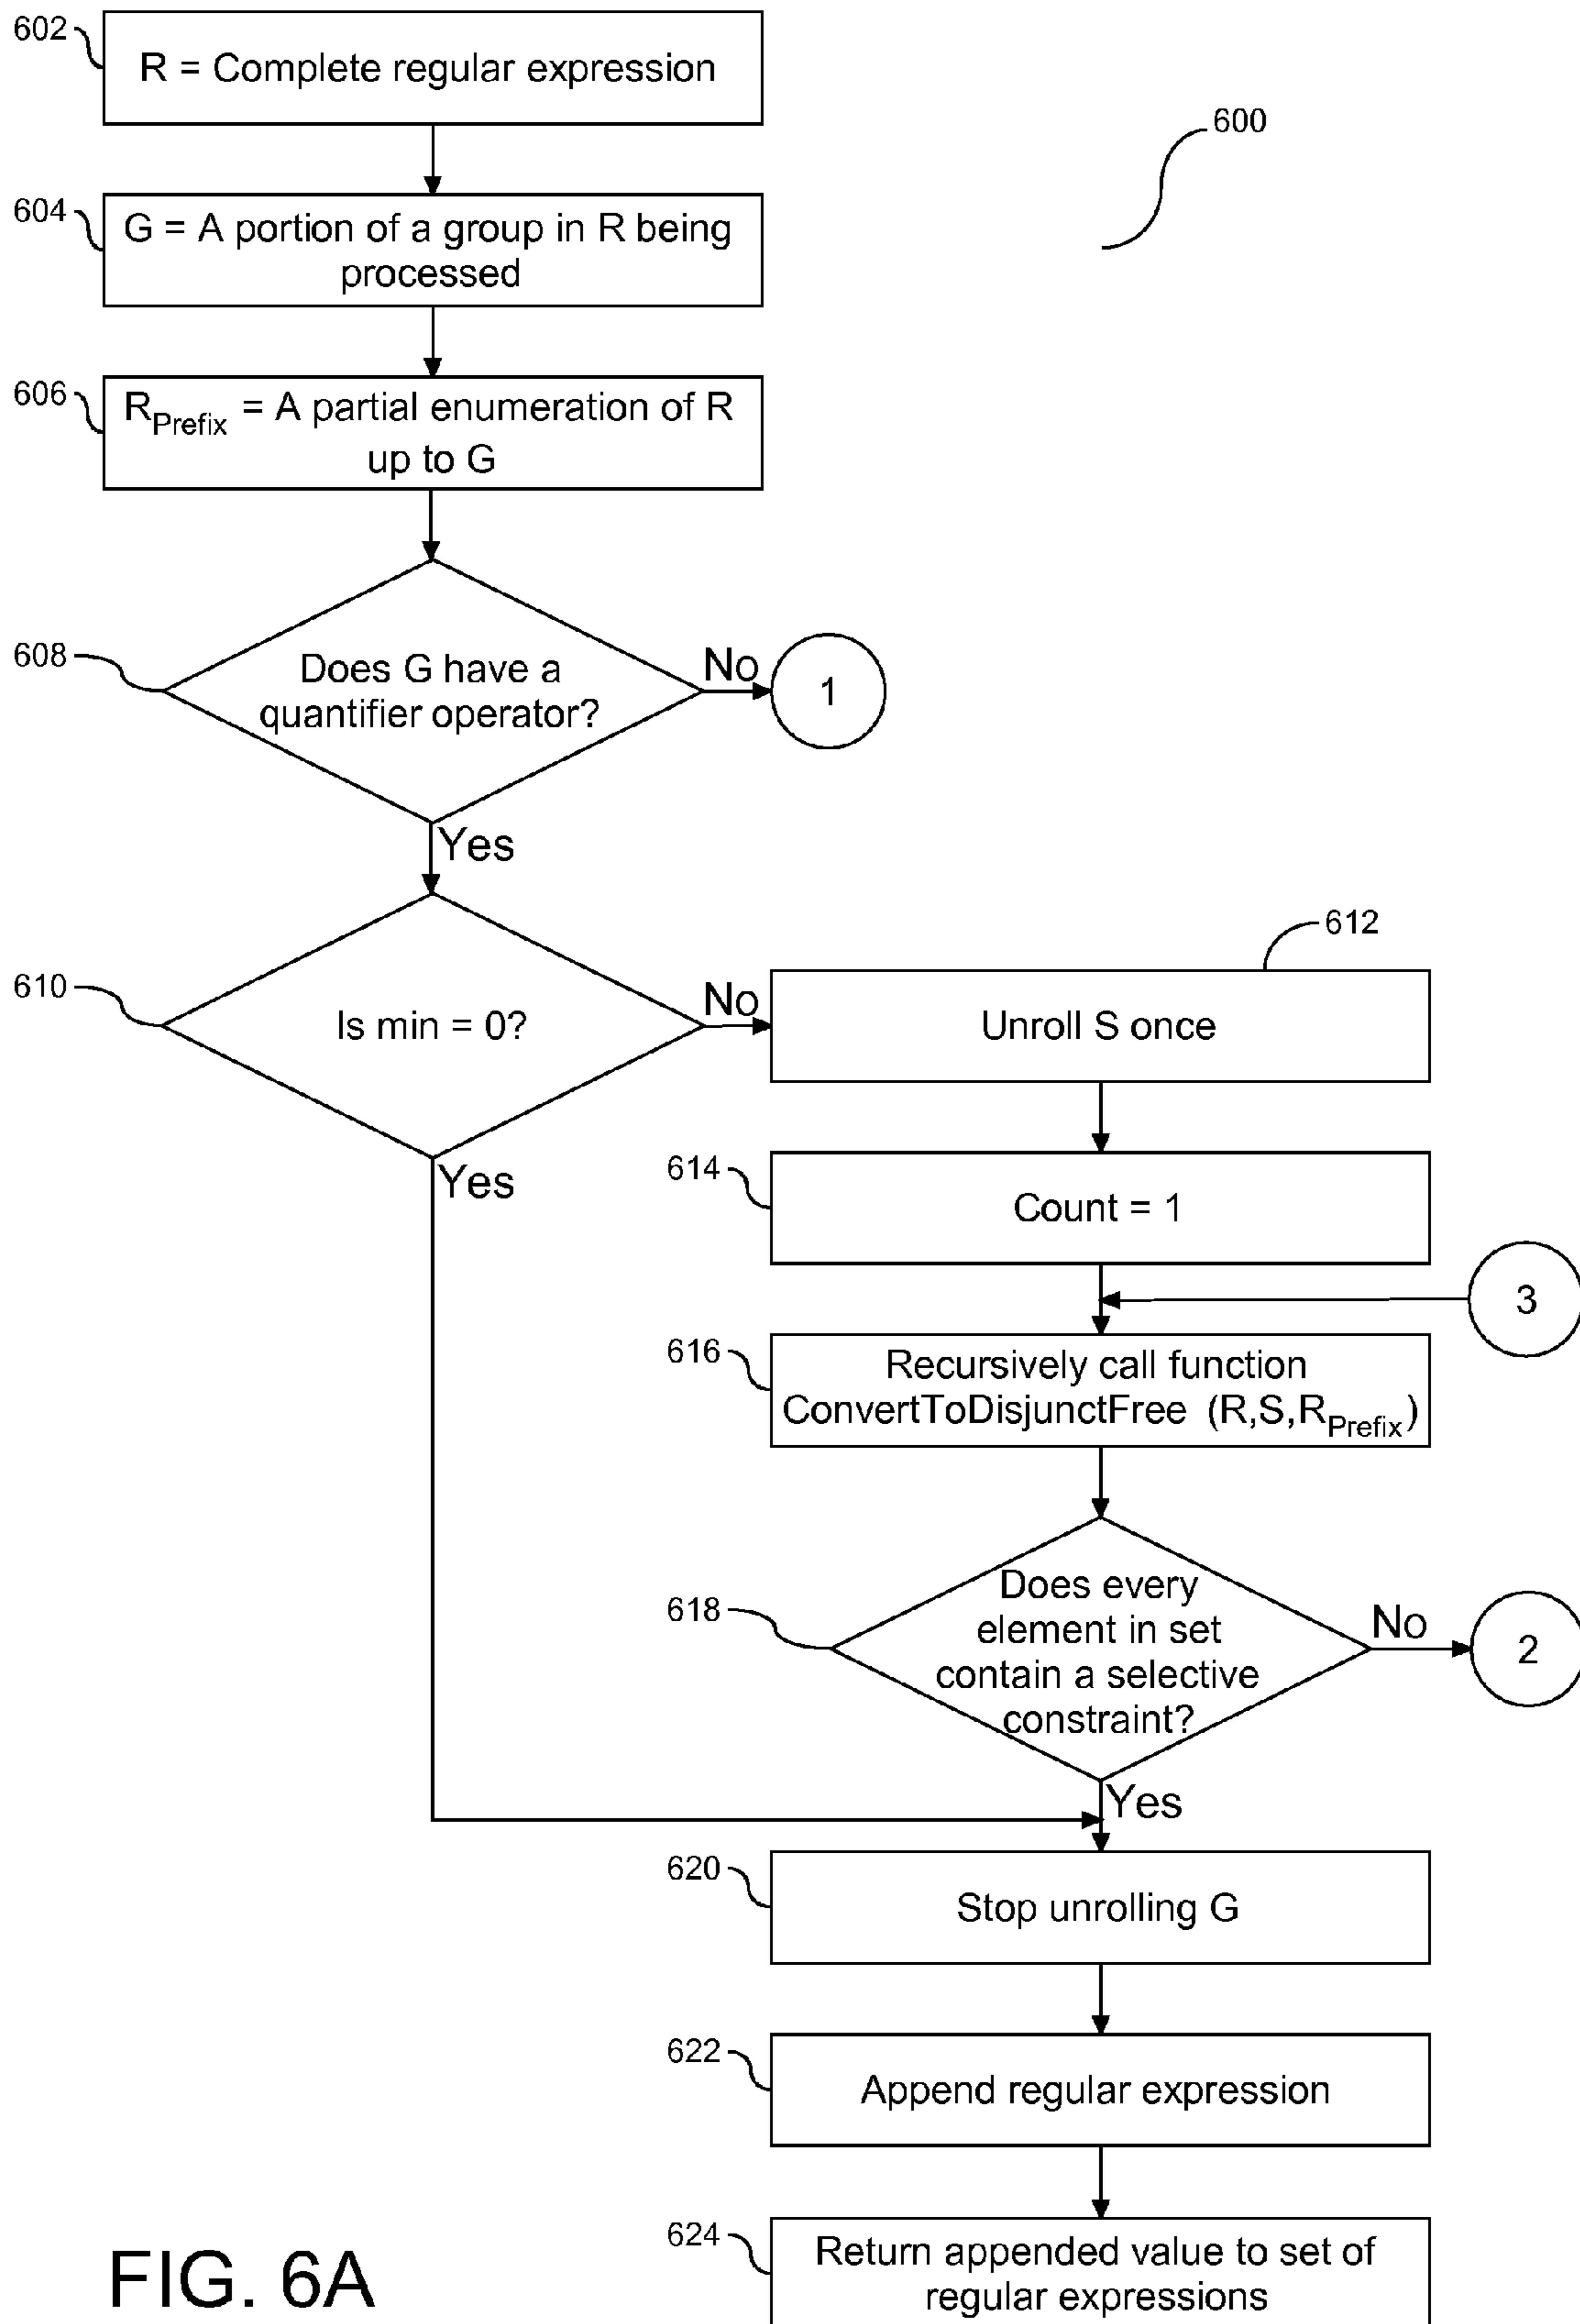 602
R = Complete regular expression
600
604
G = A portion of a group in R being
processed
606
R_Prefix = A partial enumeration of R
up to G
608
Does G have a
quantifier operator?
No
1
Yes
610
Is min = 0?
No
612
Unroll S once
Yes
614
Count = 1
3
616
Recursively call function
ConvertToDisjunctFree (R,S,R_Prefix)
618
Does every
element in set
contain a selective
constraint?
No
2
Yes
620
Stop unrolling G
622
Append regular expression
624
Return appended value to set of
regular expressions
FIG. 6A